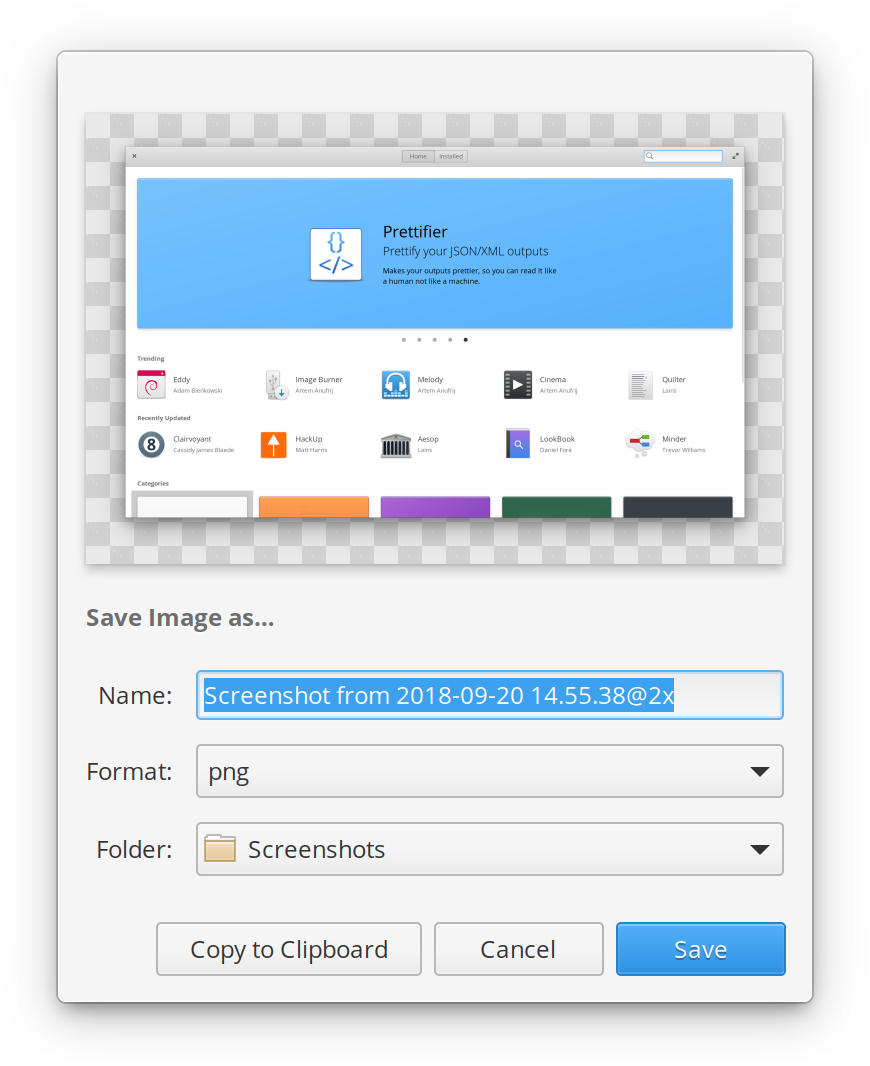 Home Installed
Prettifier
Prettify your JSON/XML outputs
Makes your outputs prettier, so you can read it like
a human not like a machine.
{}
</>
Trending
Eddy Image Burner Melody Cinema Quilter
Adam Bieńkowski Artem Anufrij Artem Anufrij Artem Anufrij Lains
Recently Updated
8 Clairvoyant HackUp Aesop LookBook Minder
Cassidy James Blaede Matt Harris Lains Daniel Foré Trevor Williams
Categories
Save Image as...
Name: Screenshot from 2018-09-20 14.55.38@2x
Format: png
Folder: Screenshots
Copy to Clipboard Cancel Save